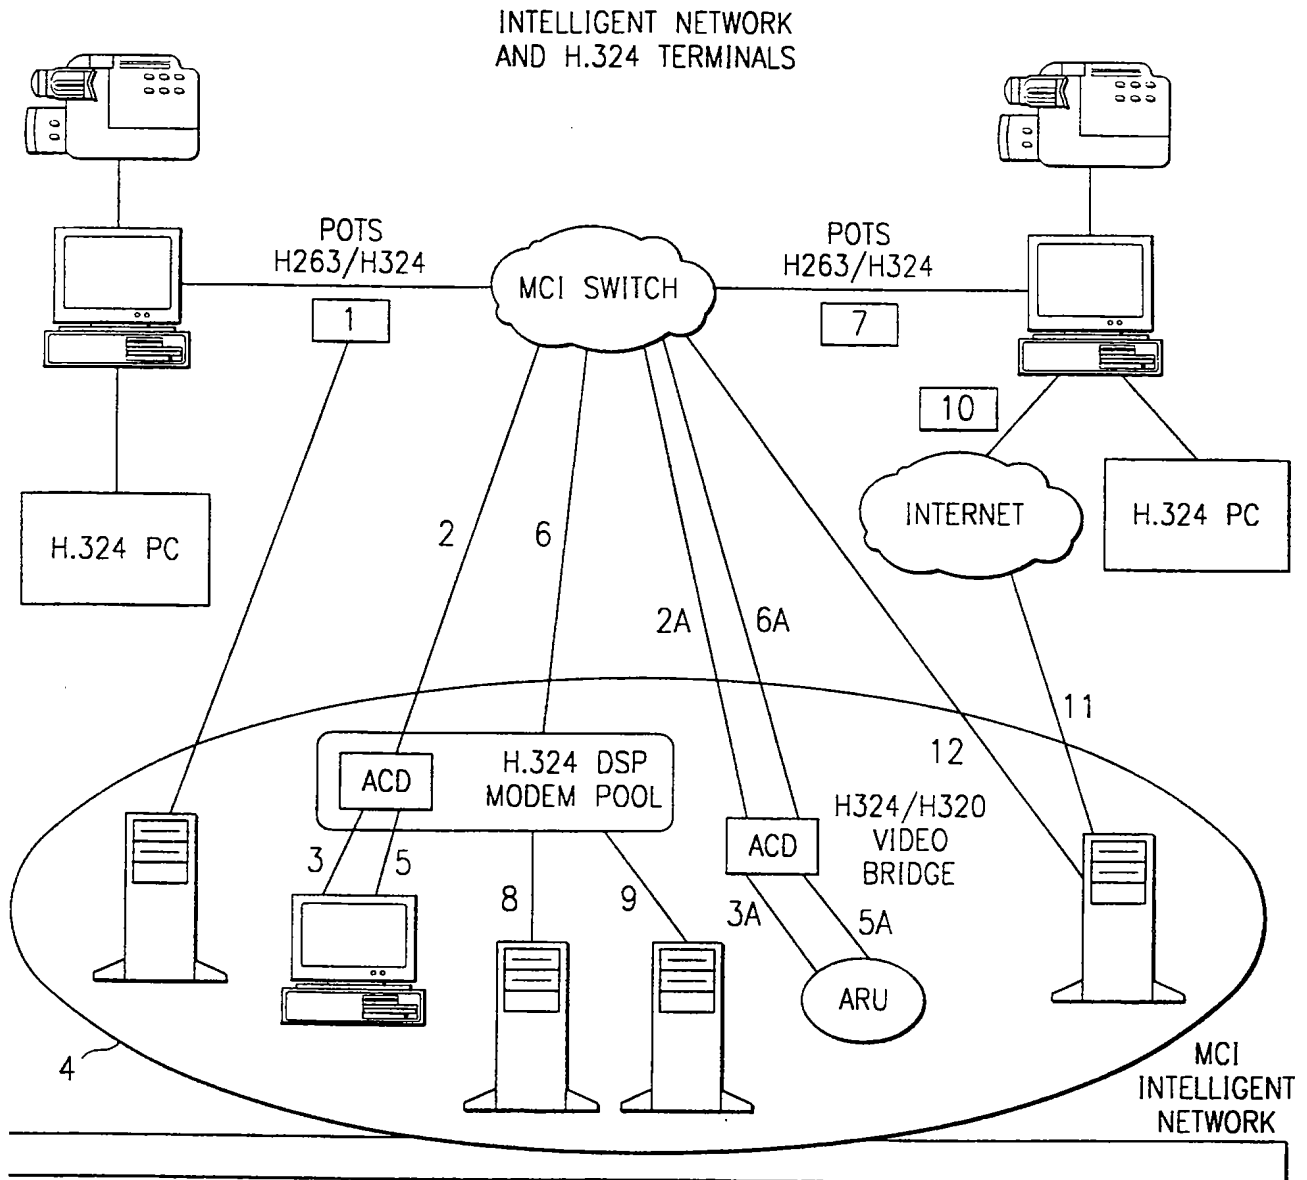 INTELLIGENT NETWORK
AND H.324 TERMINALS
POTS
H263/H324
1
MCI SWITCH
POTS
H263/H324
7
10
H.324 PC
INTERNET
H.324 PC
2
6
2A
6A
11
12
ACD
H.324 DSP
MODEM POOL
ACD
H324/H320
VIDEO
BRIDGE
3
5
8
9
3A
5A
ARU
4
MCI
INTELLIGENT
NETWORK